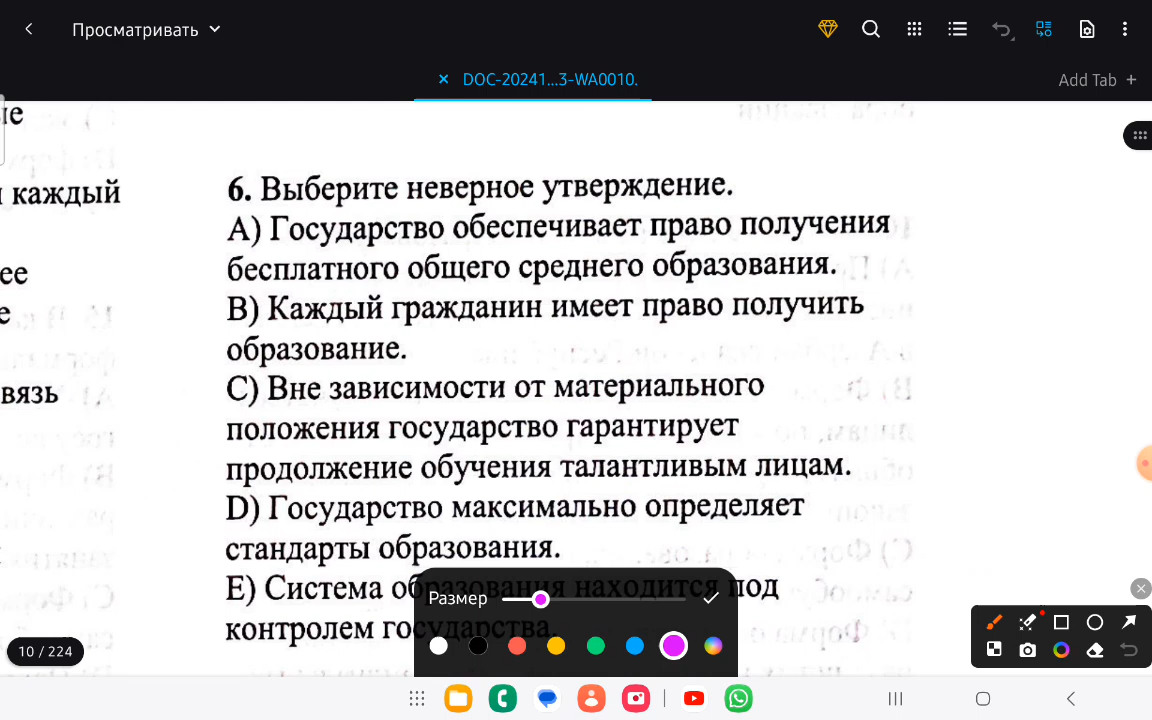 Просматривать
DOC-20241...3-WA0010.
Add Tab +
каждый
6. Выберите неверное утверждение.
A) Государство обеспечивает право получения
бесплатного общего среднего образования.
B) Каждый гражданин имеет право получить
образование.
C) Вне зависимости от материального
положения государство гарантирует
продолжение обучения талантливым лицам.
D) Государство максимально определяет
стандарты образования.
E) Система образования находится под
контролем государства.
Размер
10 / 224